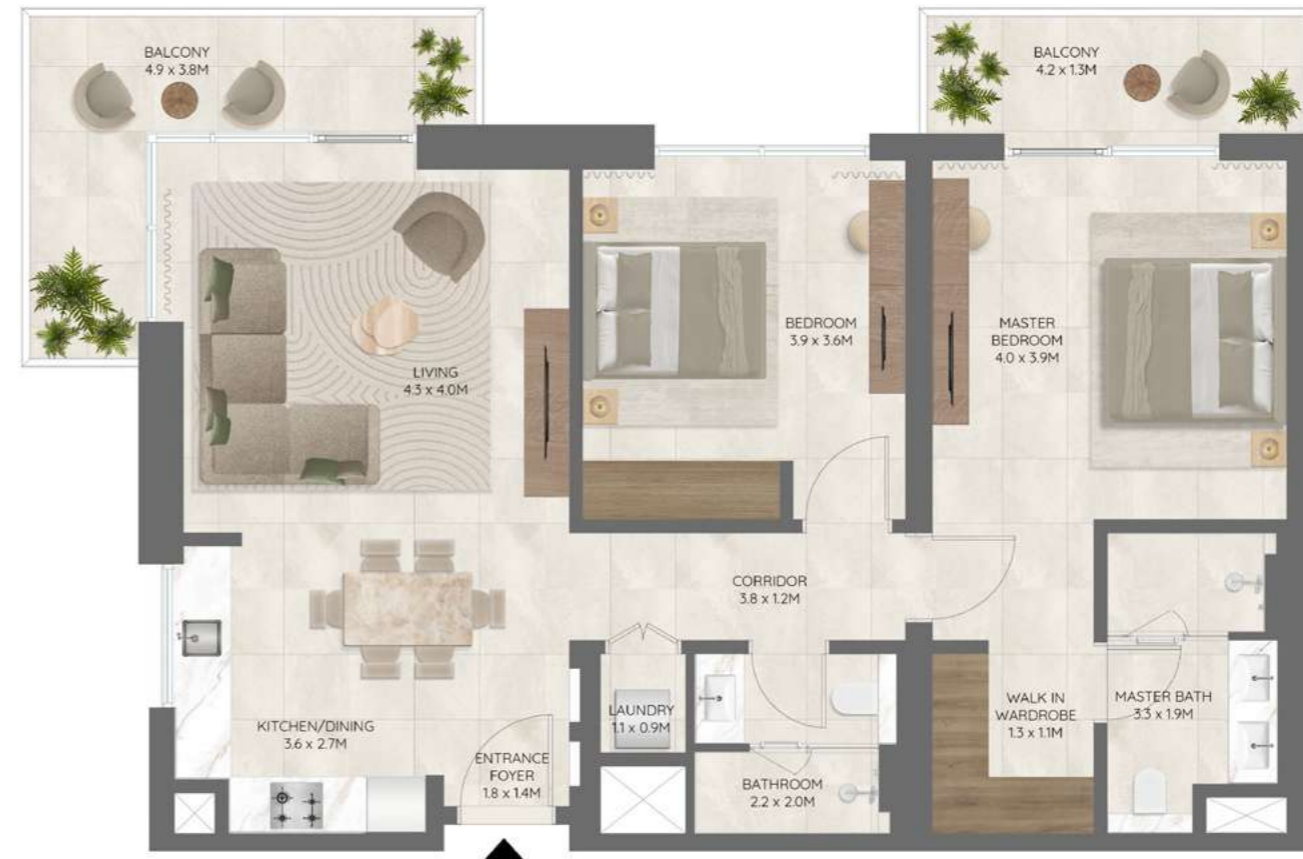 BALCONY
4.9 x 3.8M
BALCONY
4.2 x 1.3M
LIVING
4.3 x 4.0M
BEDROOM
3.9 x 3.6M
MASTER
BEDROOM
4.0 x 3.9M
CORRIDOR
3.8 x 1.2M
KITCHEN/DINING
3.6 x 2.7M
ENTRANCE
FOYER
1.8 x 1.4M
LAUNDRY
1.1 x 0.9M
BATHROOM
2.2 x 2.0M
WALK IN
WARDROBE
1.3 x 1.1M
MASTER BATH
3.3 x 1.9M